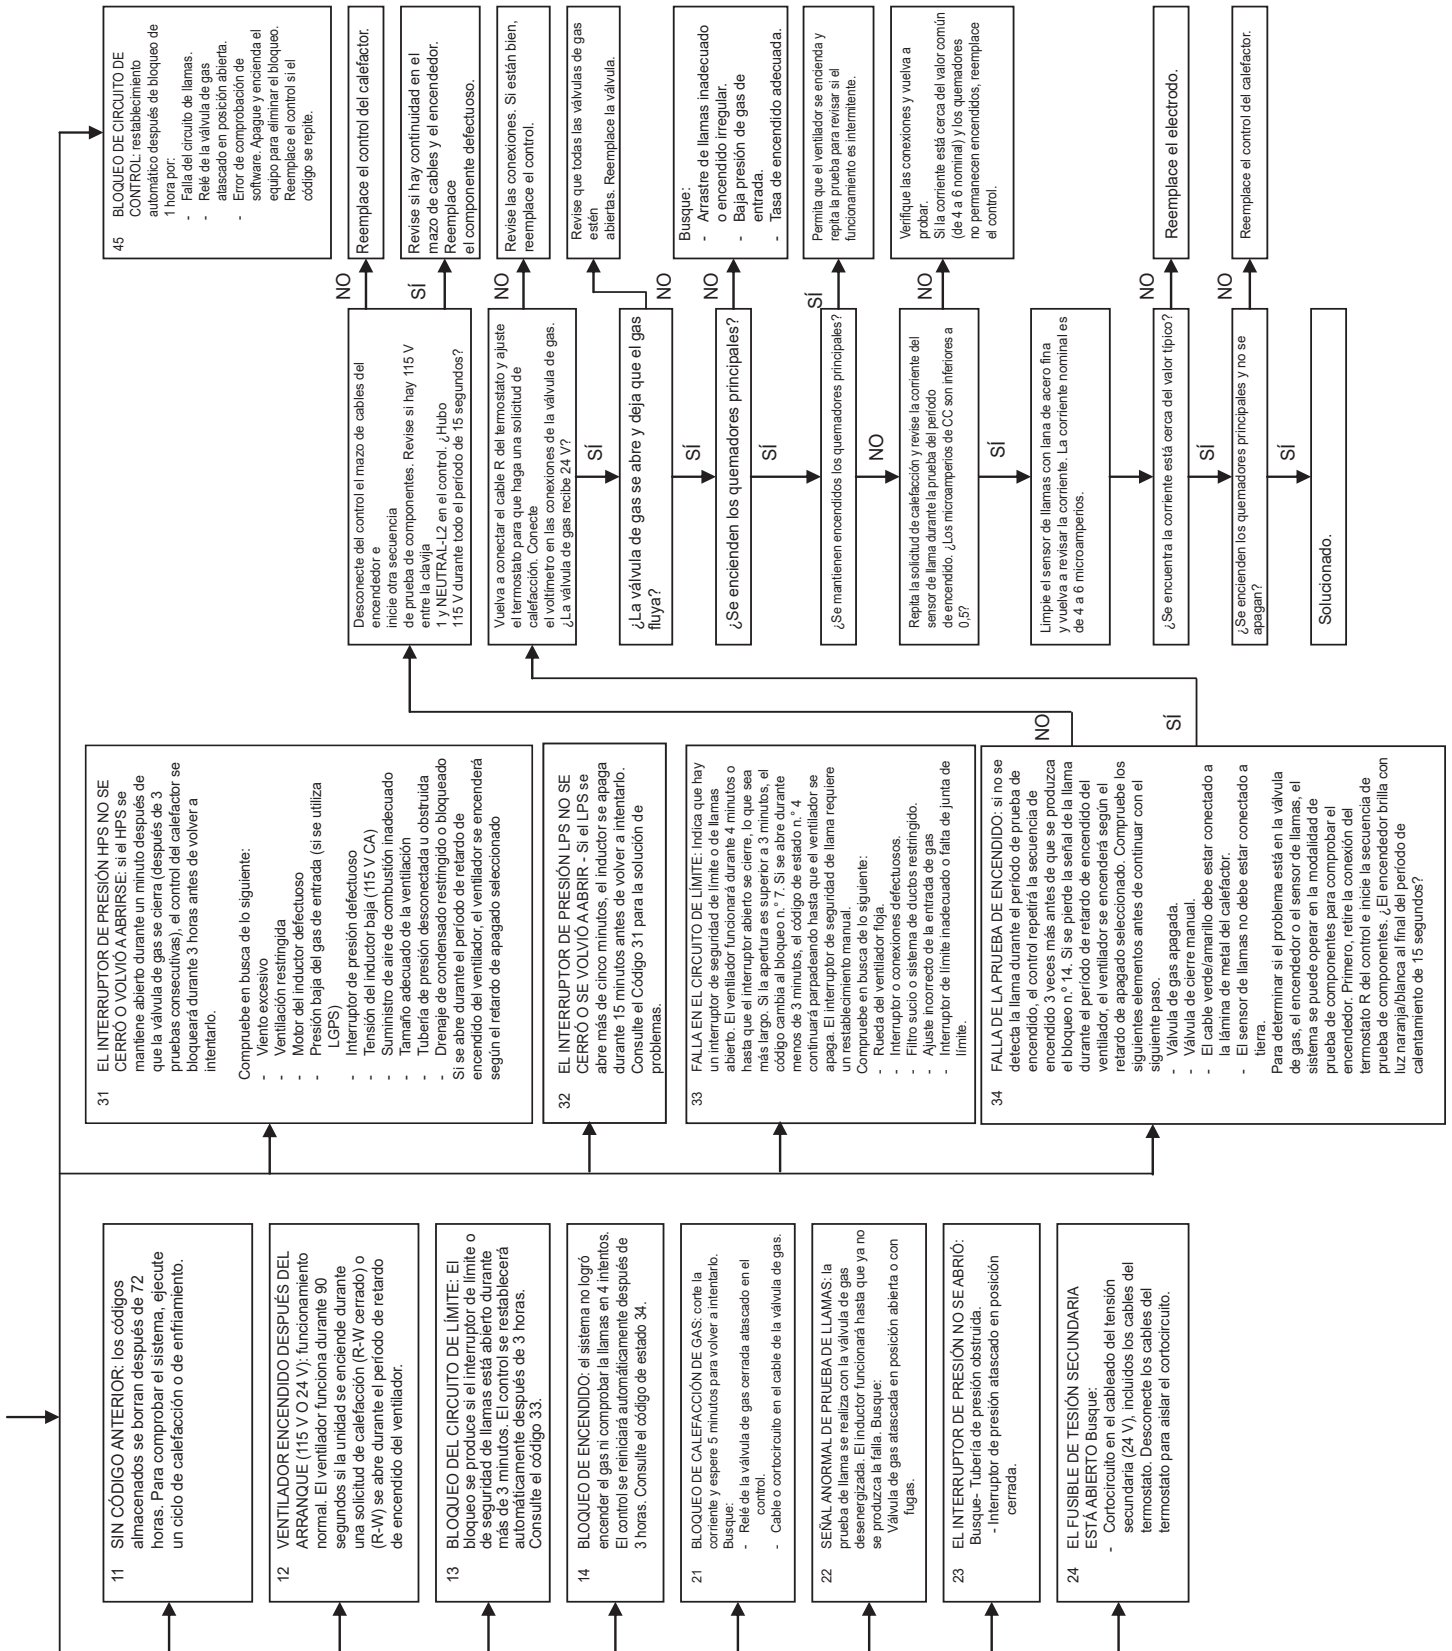 11 SIN CÓDIGO ANTERIOR: los códigos
almacenados se borran después de 72
horas. Para comprobar el sistema, ejecute
un ciclo de calefacción o de enfriamiento.
12 VENTILADOR ENCENDIDO DESPUÉS DEL
ARRANQUE (115 V O 24 V): funcionamiento
normal. El ventilador funciona durante 90
segundos si la unidad se enciende durante
una solicitud de calefacción (R-W cerrado) o
(R-W) se abre durante el período de retardo
de encendido del ventilador.
13 BLOQUEO DEL CIRCUITO DE LÍMITE: El
bloqueo se produce si el interruptor de límite o
de seguridad de llamas está abierto durante
más de 3 minutos. El control se restablecerá
automáticamente después de 3 horas.
Consulte el código 33.
14 BLOQUEO DE ENCENDIDO: el sistema no logró
encender el gas ni comprobar la llamas en 4 intentos.
El control se reiniciará automáticamente después de
3 horas. Consulte el código de estado 34.
21 BLOQUEO DE CALEFACCIÓN DE GAS: corte la
corriente y espere 5 minutos para volver a intentarlo.
Busque:
- Relé de la válvula de gas cerrada atascado en el
control.
- Cable o cortocircuito en el cable de la válvula de gas.
22 SEÑAL ANORMAL DE PRUEBA DE LLAMAS: la
prueba de llama se realiza con la válvula de gas
desenergizada. El inductor funcionará hasta que ya no
se produzca la falla. Busque:
- Válvula de gas atascada en posición abierta o con
fugas.
23 EL INTERRUPTOR DE PRESIÓN NO SE ABRIÓ:
Busque- Tubería de presión obstruida.
- Interruptor de presión atascado en posición
cerrada.
24 EL FUSIBLE DE TESIÓN SECUNDARIA
ESTÁ ABIERTO Busque:
- Cortocircuito en el cableado del tensión
secundaria (24 V), incluidos los cables del
termostato. Desconecte los cables del
termostato para aislar el cortocircuito.
31 EL INTERRUPTOR DE PRESIÓN HPS NO SE
CERRÓ O VOLVIÓ A ABRIRSE: si el HPS se
mantiene abierto durante un minuto después de
que la válvula de gas se cierra (después de 3
pruebas consecutivas), el control del calefactor se
bloqueará durante 3 horas antes de volver a
intentarlo.
Compruebe en busca de lo siguiente:
- Viento excesivo
- Ventilación restringida
- Motor del inductor defectuoso
- Presión baja del gas de entrada (si se utiliza
LGPS)
- Interruptor de presión defectuoso
- Tensión del inductor baja (115 V CA)
- Suministro de aire de combustión inadecuado
- Tamaño adecuado de la ventilación
- Tubería de presión desconectada u obstruida
- Drenaje de condensado restringido o bloqueado
Si se abre durante el período de retardo de
encendido del ventilador, el ventilador se encenderá
según el retardo de apagado seleccionado
32 EL INTERRUPTOR DE PRESIÓN LPS NO SE
CERRÓ O SE VOLVIÓ A ABRIR - Si el LPS se
abre más de cinco minutos, el inductor se apaga
durante 15 minutos antes de volver a intentarlo.
Consulte el Código 31 para la solución de
problemas.
33 FALLA EN EL CIRCUITO DE LÍMITE: Indica que hay
un interruptor de seguridad de límite o de llamas
abierto. El ventilador funcionará durante 4 minutos o
hasta que el interruptor abierto se cierre, lo que sea
más largo. Si la apertura es superior a 3 minutos, el
código cambia al bloqueo n.° 7. Si se abre durante
menos de 3 minutos, el código de estado n.° 4
continuará parpadeando hasta que el ventilador se
apaga. El interruptor de seguridad de llama requiere
un restablecimiento manual.
Compruebe en busca de lo siguiente:
- Rueda del ventilador floja.
- Interruptor o conexiones defectuosos.
- Filtro sucio o sistema de ductos restringido.
- Ajuste incorrecto de la entrada de gas
- Interruptor de límite inadecuado o falta de junta de
límite.
34 FALLA DE LA PRUEBA DE ENCENDIDO: si no se
detecta la llama durante el período de prueba de
encendido, el control repetirá la secuencia de
encendido 3 veces más antes de que se produzca
el bloqueo n.° 14. Si se pierde la señal de la llama
durante el período de retardo de encendido del
ventilador, el ventilador se encenderá según el
retardo de apagado seleccionado. Compruebe los
siguientes elementos antes de continuar con el
siguiente paso.
- Válvula de gas apagada.
- Válvula de cierre manual.
- El cable verde/amarillo debe estar conectado a
la lámina de metal del calefactor.
- El sensor de llamas no debe estar conectado a
tierra.
Para determinar si el problema está en la válvula
de gas, el encendedor o el sensor de llamas, el
sistema se puede operar en la modalidad de
prueba de componentes para comprobar el
encendedor. Primero, retire la conexión del
termostato R del control e inicie la secuencia de
prueba de componentes. ¿El encendedor brilla con
luz naranja/blanca al final del período de
calentamiento de 15 segundos?
NO
SÍ
45 BLOQUEO DE CIRCUITO DE
CONTROL: restablecimiento
automático después de bloqueo de
1 hora por:
- Falla del circuito de llamas.
- Relé de la válvula de gas
atascado en posición abierta.
- Error de comprobación de
software. Apague y encienda el
equipo para eliminar el bloqueo.
Reemplace el control si el
código se repite.
Desconecte del control el mazo de cables del
encendedor e
inicie otra secuencia
de prueba de componentes. Revise si hay 115 V
entre la clavija
1 y NEUTRAL-L2 en el control. ¿Hubo
115 V durante todo el período de 15 segundos?
NO
Reemplace el control del calefactor.
SÍ
Revise si hay continuidad en el
mazo de cables y el encendedor.
Reemplace
el componente defectuoso.
Vuelva a conectar el cable R del termostato y ajuste
el termostato para que haga una solicitud de
calefacción. Conecte
el voltímetro en las conexiones de la válvula de gas.
¿La válvula de gas recibe 24 V?
NO
Revise las conexiones. Si están bien,
reemplace el control.
SÍ
¿La válvula de gas se abre y deja que el gas
fluya?
NO
Revise que todas las válvulas de gas
estén
abiertas. Reemplace la válvula.
SÍ
¿Se encienden los quemadores principales?
NO
Busque:
- Arrastre de llamas inadecuado
o encendido irregular.
- Baja presión de gas de
entrada.
- Tasa de encendido adecuada.
SÍ
¿Se mantienen encendidos los quemadores principales?
SÍ
Permita que el ventilador se encienda y
repita la prueba para revisar si el
funcionamiento es intermitente.
NO
Repita la solicitud de calefacción y revise la corriente del
sensor de llama durante la prueba del período
de encendido. ¿Los microamperios de CC son inferiores a
0,5?
NO
Verifique las conexiones y vuelva a
probar.
Si la corriente está cerca del valor común
(de 4 a 6 nominal) y los quemadores
no permanecen encendidos, reemplace
el control.
SÍ
Limpie el sensor de llamas con lana de acero fina
y vuelva a revisar la corriente. La corriente nominal es
de 4 a 6 microamperios.
¿Se encuentra la corriente está cerca del valor típico?
NO
Reemplace el electrodo.
SÍ
¿Se encienden los quemadores principales y no se
apagan?
NO
Reemplace el control del calefactor.
SÍ
Solucionado.